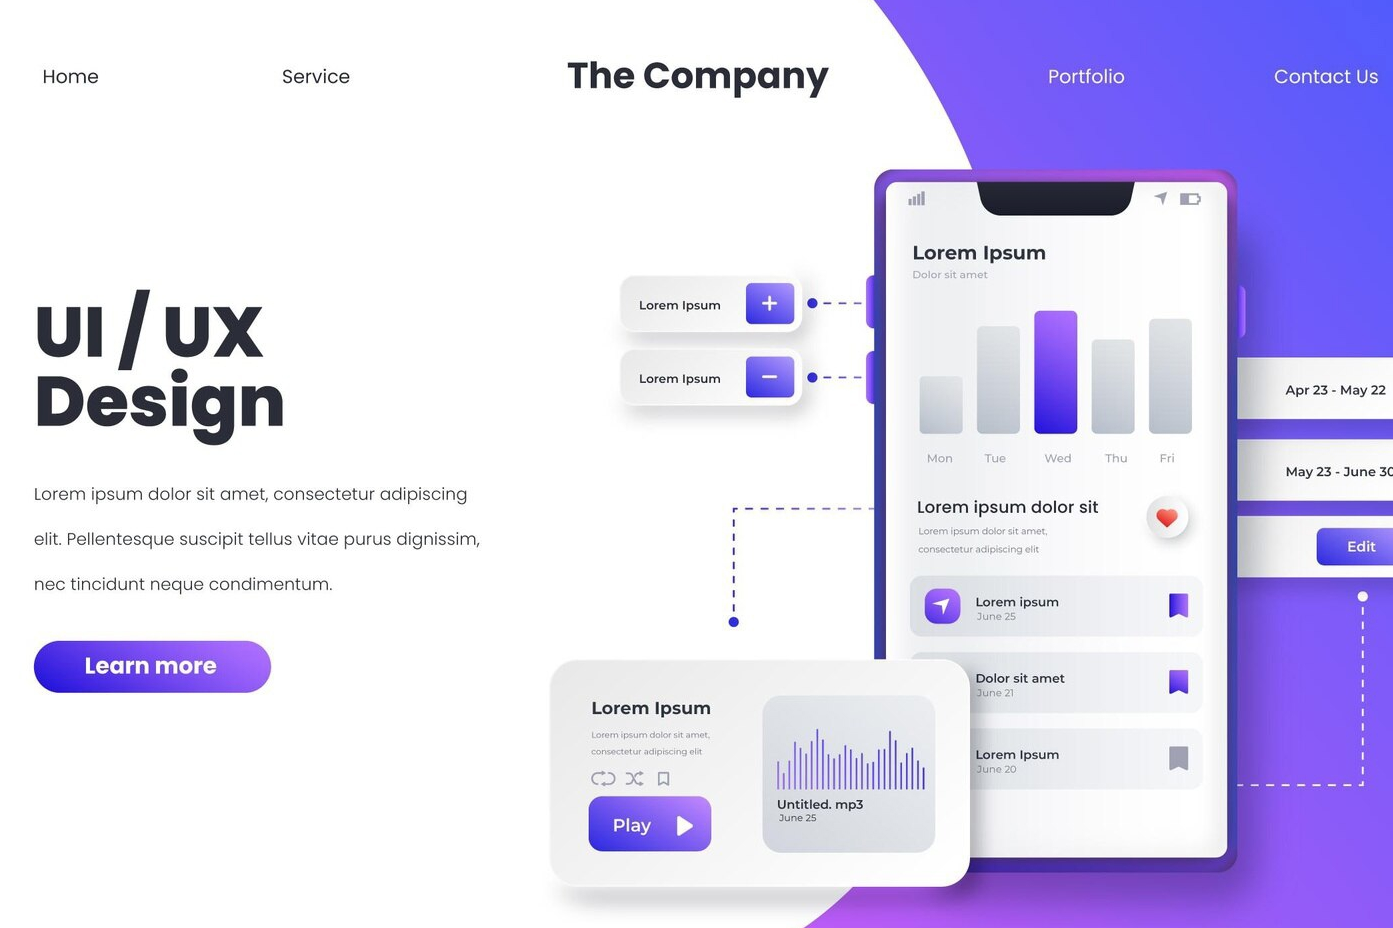 Home
Service
The Company
Portfolio
Contact Us
UI / UX
Design
Lorem ipsum dolor sit amet, consectetur adipiscing
elit. Pellentesque suscipit tellus vitae purus dignissim,
nec tincidunt neque condimentum.
Learn more
Lorem Ipsum
Lorem Ipsum
Lorem Ipsum
Dolor sit amet
Mon Tue Wed Thu Fri
Lorem ipsum dolor sit
Lorem ipsum dolor sit amet,
consectetur adipiscing elit
Lorem ipsum
June 25
Dolor sit amet
June 21
Lorem Ipsum
June 20
Apr 23 - May 22
May 23 - June 30
Edit
Lorem Ipsum
Lorem ipsum dolor sit amet,
consectetur adipiscing elit
Play
Untitled. mp3
June 25